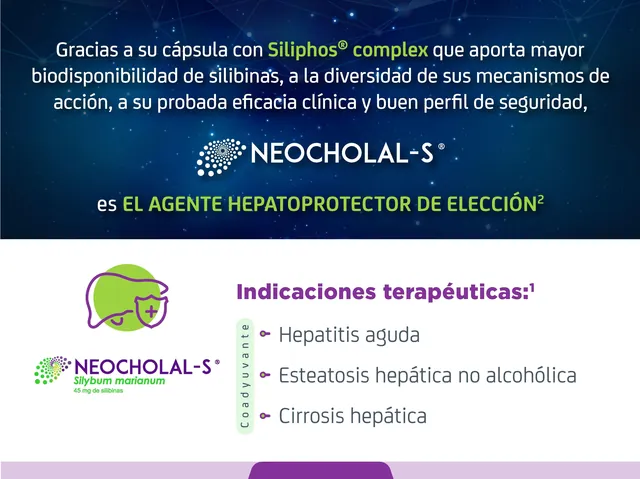 Gracias a su cápsula con Siliphos® complex que aporta mayor
biodisponibilidad de silibinas, a la diversidad de sus mecanismos de
acción, a su probada eficacia clínica y buen perfil de seguridad,
NEOCHOLAL-S®
es EL AGENTE HEPATOPROTECTOR DE ELECCIÓN²
Indicaciones terapéuticas:¹
Coadyuvante
Hepatitis aguda
Esteatosis hepática no alcohólica
Cirrosis hepática
NEOCHOLAL-S®
Silybum marianum
45 mg de silibinas